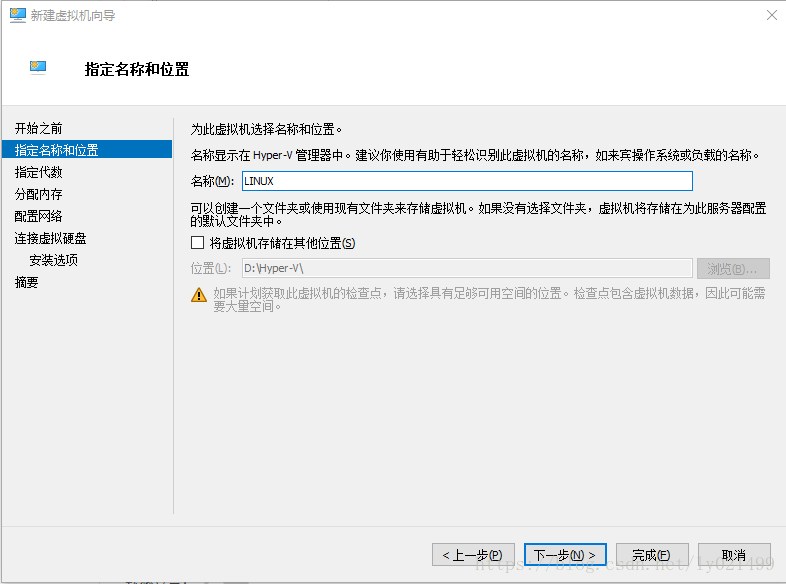 新建虚拟机向导
指定名称和位置
开始之前
指定名称和位置
指定代数
分配内存
配置网络
连接虚拟硬盘
安装选项
摘要
为此虚拟机选择名称和位置。
名称显示在 Hyper-V 管理器中。建议你使用有助于轻松识别此虚拟机的名称，如来宾操作系统或负载的名称。
名称(M): LINUX
可以创建一个文件夹或使用现有文件夹来存储虚拟机。如果没有选择文件夹，虚拟机将存储在为此服务器配置
的默认文件夹中。
将虚拟机存储在其他位置(S)
位置(L): D:\Hyper-V\ 浏览(B)...
如果计划获取此虚拟机的检查点，请选择具有足够可用空间的位置。检查点包含虚拟机数据，因此可能需
要大量空间。
< 上一步(P) 下一步(N) > 完成(F) 取消